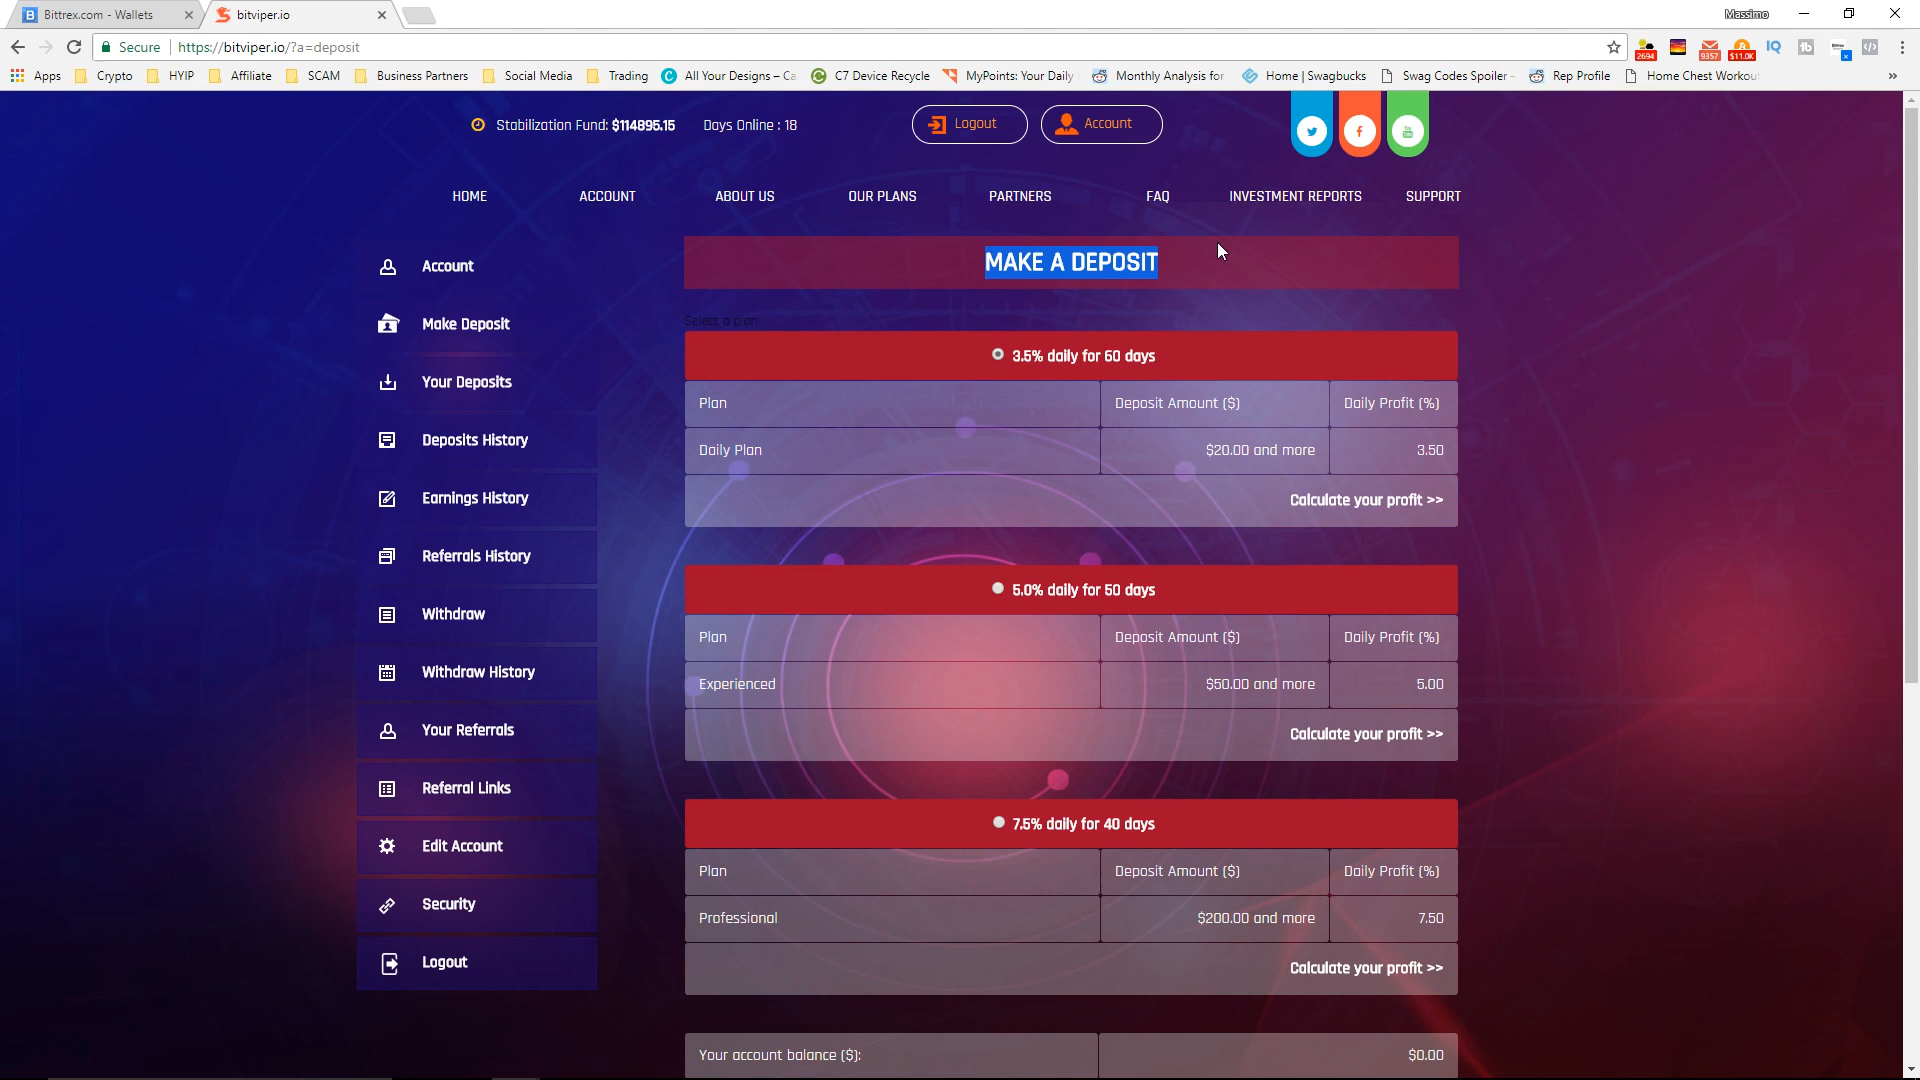 Bittrex.com - Wallets
bitviper.io
Massimo
Secure
https://bitviper.io/?a=deposit
2694
9357
$11.0K
IQ
Apps
Crypto
HYIP
Affiliate
SCAM
Business Partners
Social Media
Trading
All Your Designs – Ca
C7 Device Recycle
MyPoints: Your Daily
Monthly Analysis for
Home | Swagbucks
Swag Codes Spoiler -
Rep Profile
Home Chest Workou
»
Stabilization Fund: $114895.15
Days Online : 18
Logout
Account
HOME
ACCOUNT
ABOUT US
OUR PLANS
PARTNERS
FAQ
INVESTMENT REPORTS
SUPPORT
Account
Make Deposit
Your Deposits
Deposits History
Earnings History
Referrals History
Withdraw
Withdraw History
Your Referrals
Referral Links
Edit Account
Security
Logout
MAKE A DEPOSIT
Select a plan:
3.5% daily for 60 days
Plan Deposit Amount ($) Daily Profit (%)
Daily Plan $20.00 and more 3.50
Calculate your profit >>
5.0% daily for 50 days
Plan Deposit Amount ($) Daily Profit (%)
Experienced $50.00 and more 5.00
Calculate your profit >>
7.5% daily for 40 days
Plan Deposit Amount ($) Daily Profit (%)
Professional $200.00 and more 7.50
Calculate your profit >>
Your account balance ($): $0.00